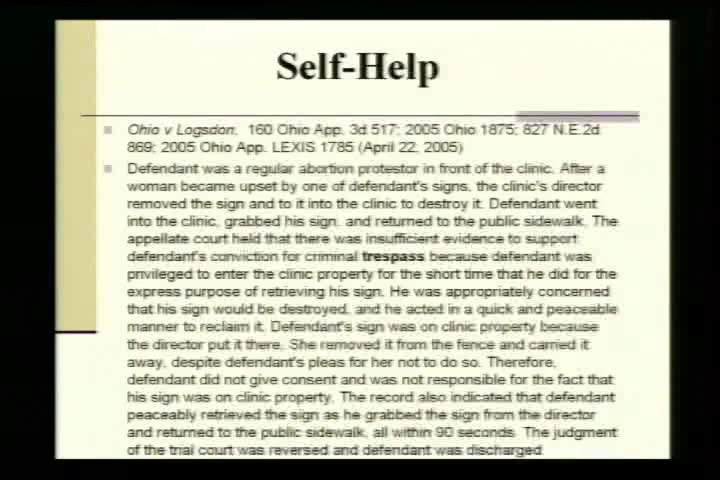 Self-Help
Ohio v Logsdon, 160 Ohio App. 3d 517; 2005 Ohio 1875; 827 N.E.2d
869; 2005 Ohio App. LEXIS 1785 (April 22, 2005)
Defendant was a regular abortion protestor in front of the clinic. After a
woman became upset by one of defendant's signs, the clinic's director
removed the sign and to it into the clinic to destroy it. Defendant went
into the clinic, grabbed his sign, and returned to the public sidewalk. The
appellate court held that there was insufficient evidence to support
defendant's conviction for criminal trespass because defendant was
privileged to enter the clinic property for the short time that he did for the
express purpose of retrieving his sign. He was appropriately concerned
that his sign would be destroyed, and he acted in a quick and peaceable
manner to reclaim it. Defendant's sign was on clinic property because
the director put it there. She removed it from the fence and carried it
away, despite defendant's pleas for her not to do so. Therefore,
defendant did not give consent and was not responsible for the fact that
his sign was on clinic property. The record also indicated that defendant
peaceably retrieved the sign as he grabbed the sign from the director
and returned to the public sidewalk, all within 90 seconds. The judgment
of the trial court was reversed and defendant was discharged